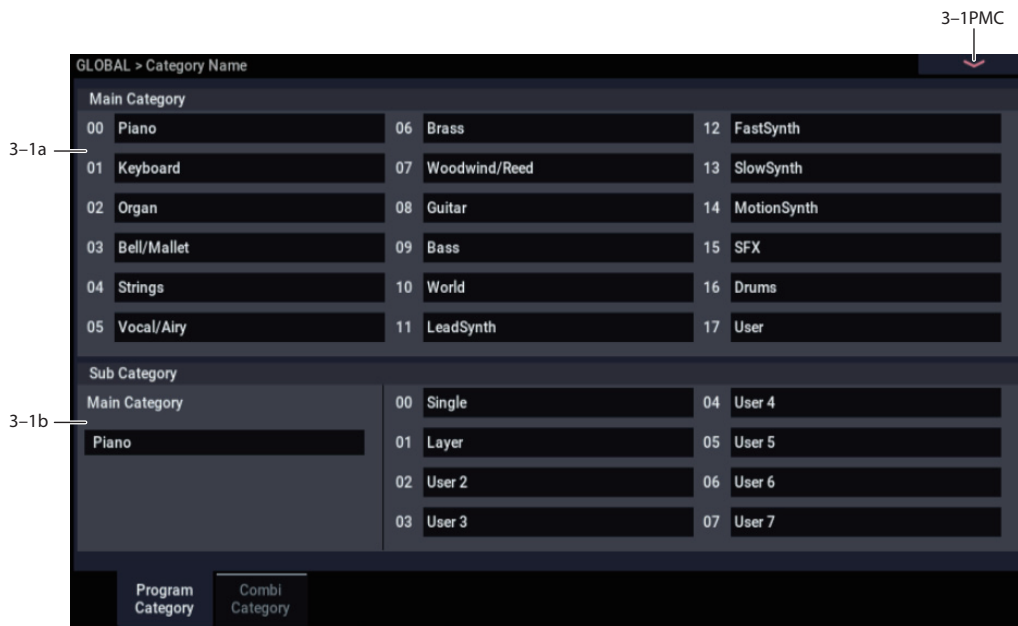 3–1PMC
GLOBAL > Category Name
Main Category
00 Piano 06 Brass 12 FastSynth
3–1a
01 Keyboard 07 Woodwind/Reed 13 SlowSynth
02 Organ 08 Guitar 14 MotionSynth
03 Bell/Mallet 09 Bass 15 SFX
04 Strings 10 World 16 Drums
05 Vocal/Airy 11 LeadSynth 17 User
Sub Category
Main Category 00 Single 04 User 4
3–1b
Piano 01 Layer 05 User 5
02 User 2 06 User 6
03 User 3 07 User 7
Program Category
Combi Category